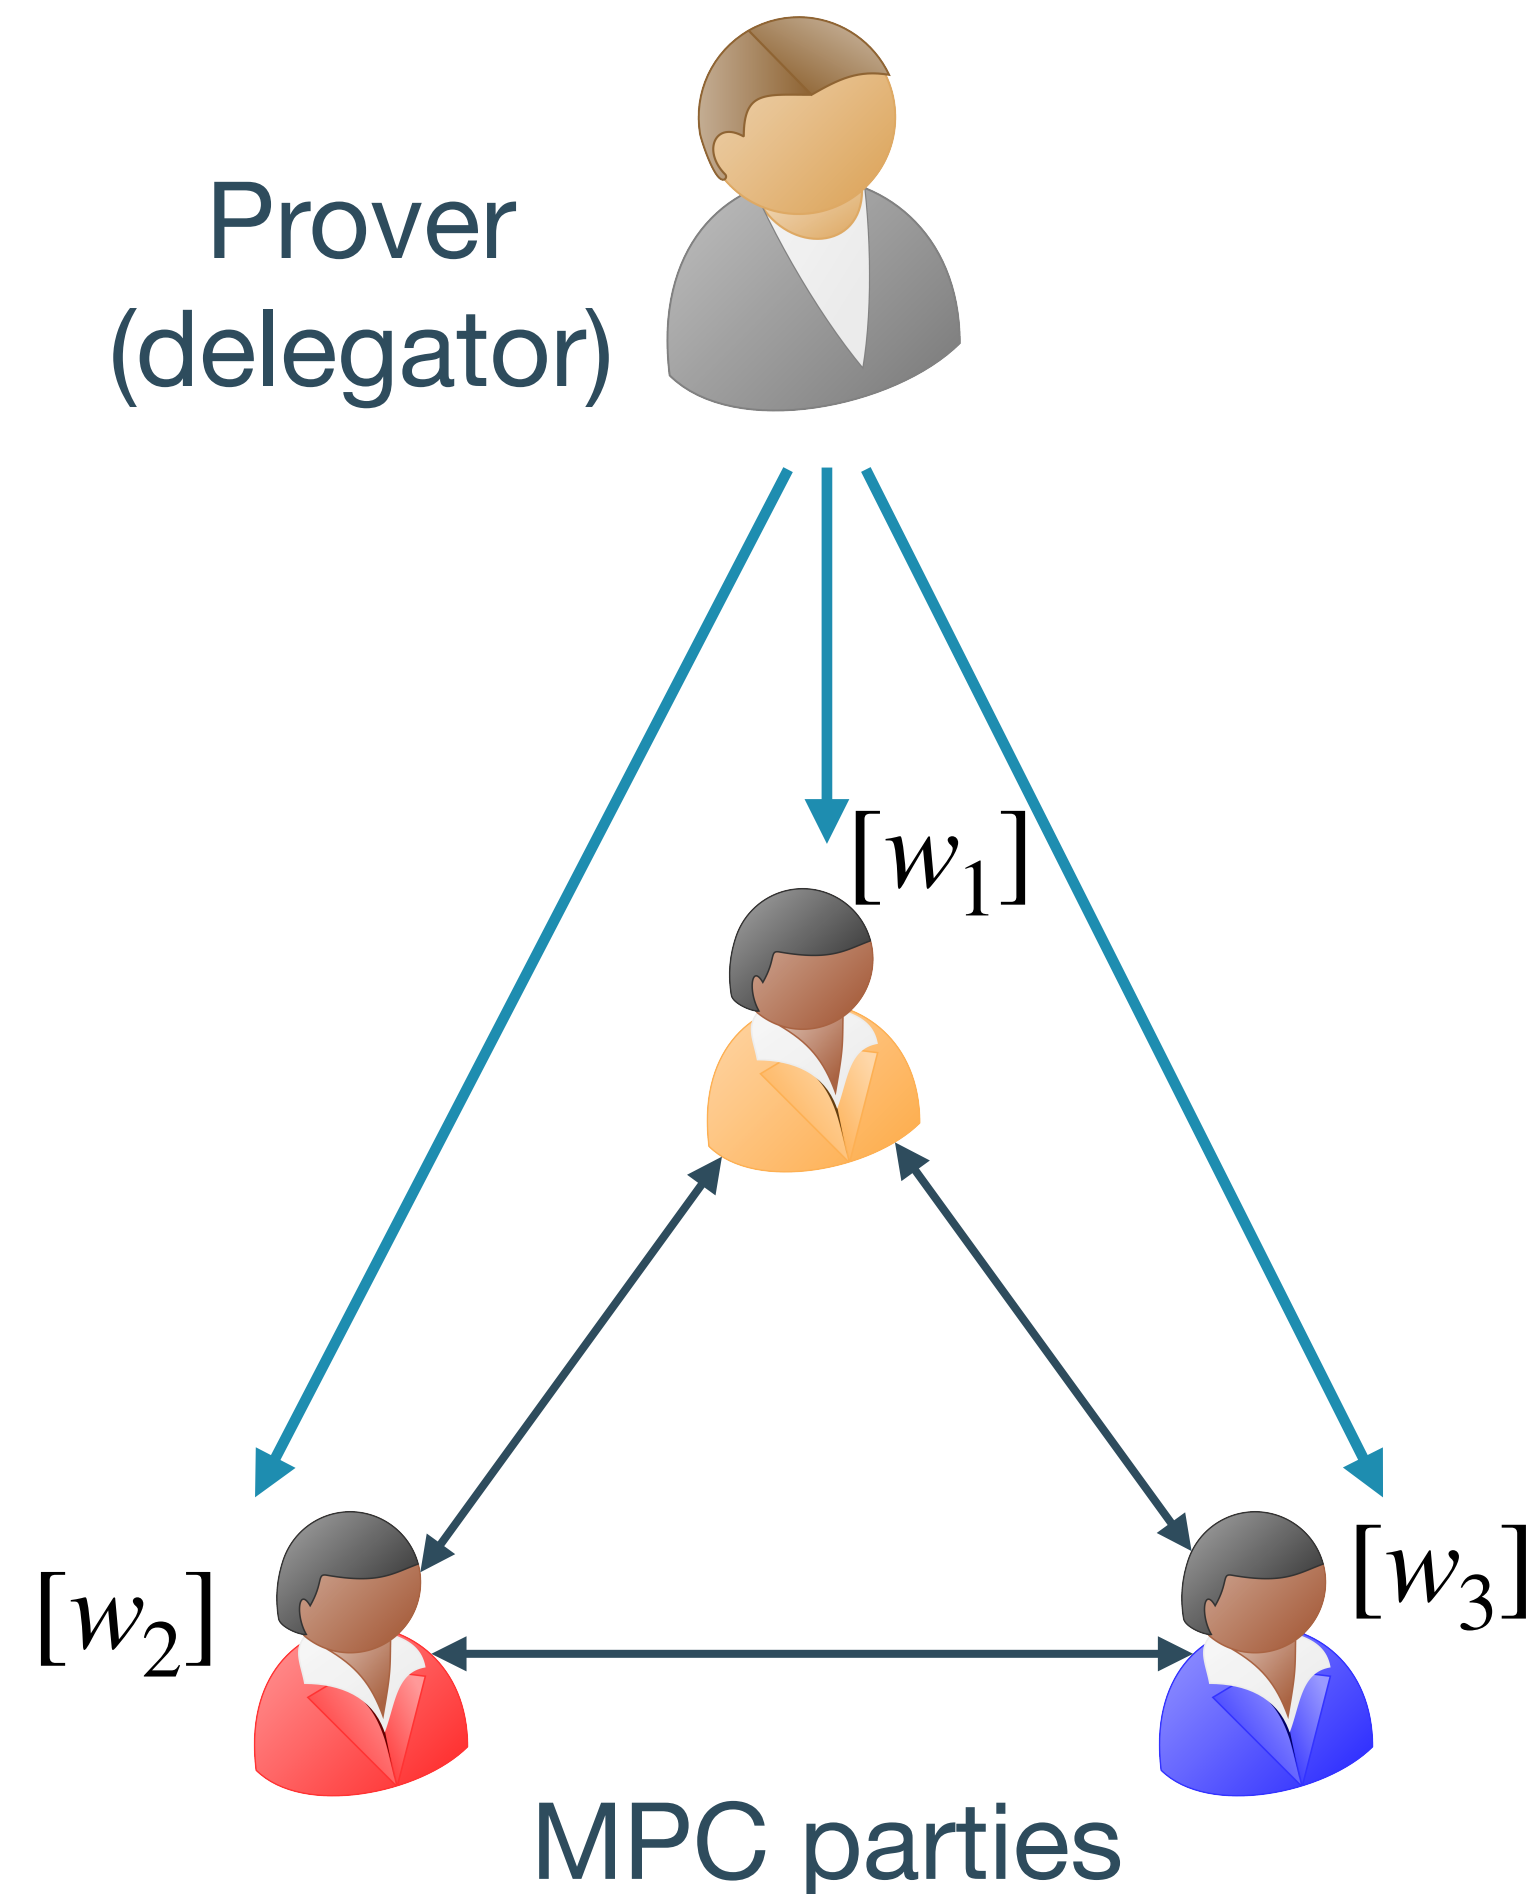 Prover
(delegator)
[w₁]
[w₂]
[w₃]
MPC parties